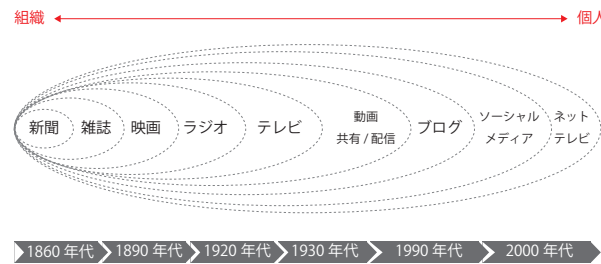 組織 個人
新聞 雑誌 映画 ラジオ テレビ 動画 共有 / 配信 ブログ ソーシャル メディア ネット テレビ
1860 年代 1890 年代 1920 年代 1930 年代 1990 年代 2000 年代